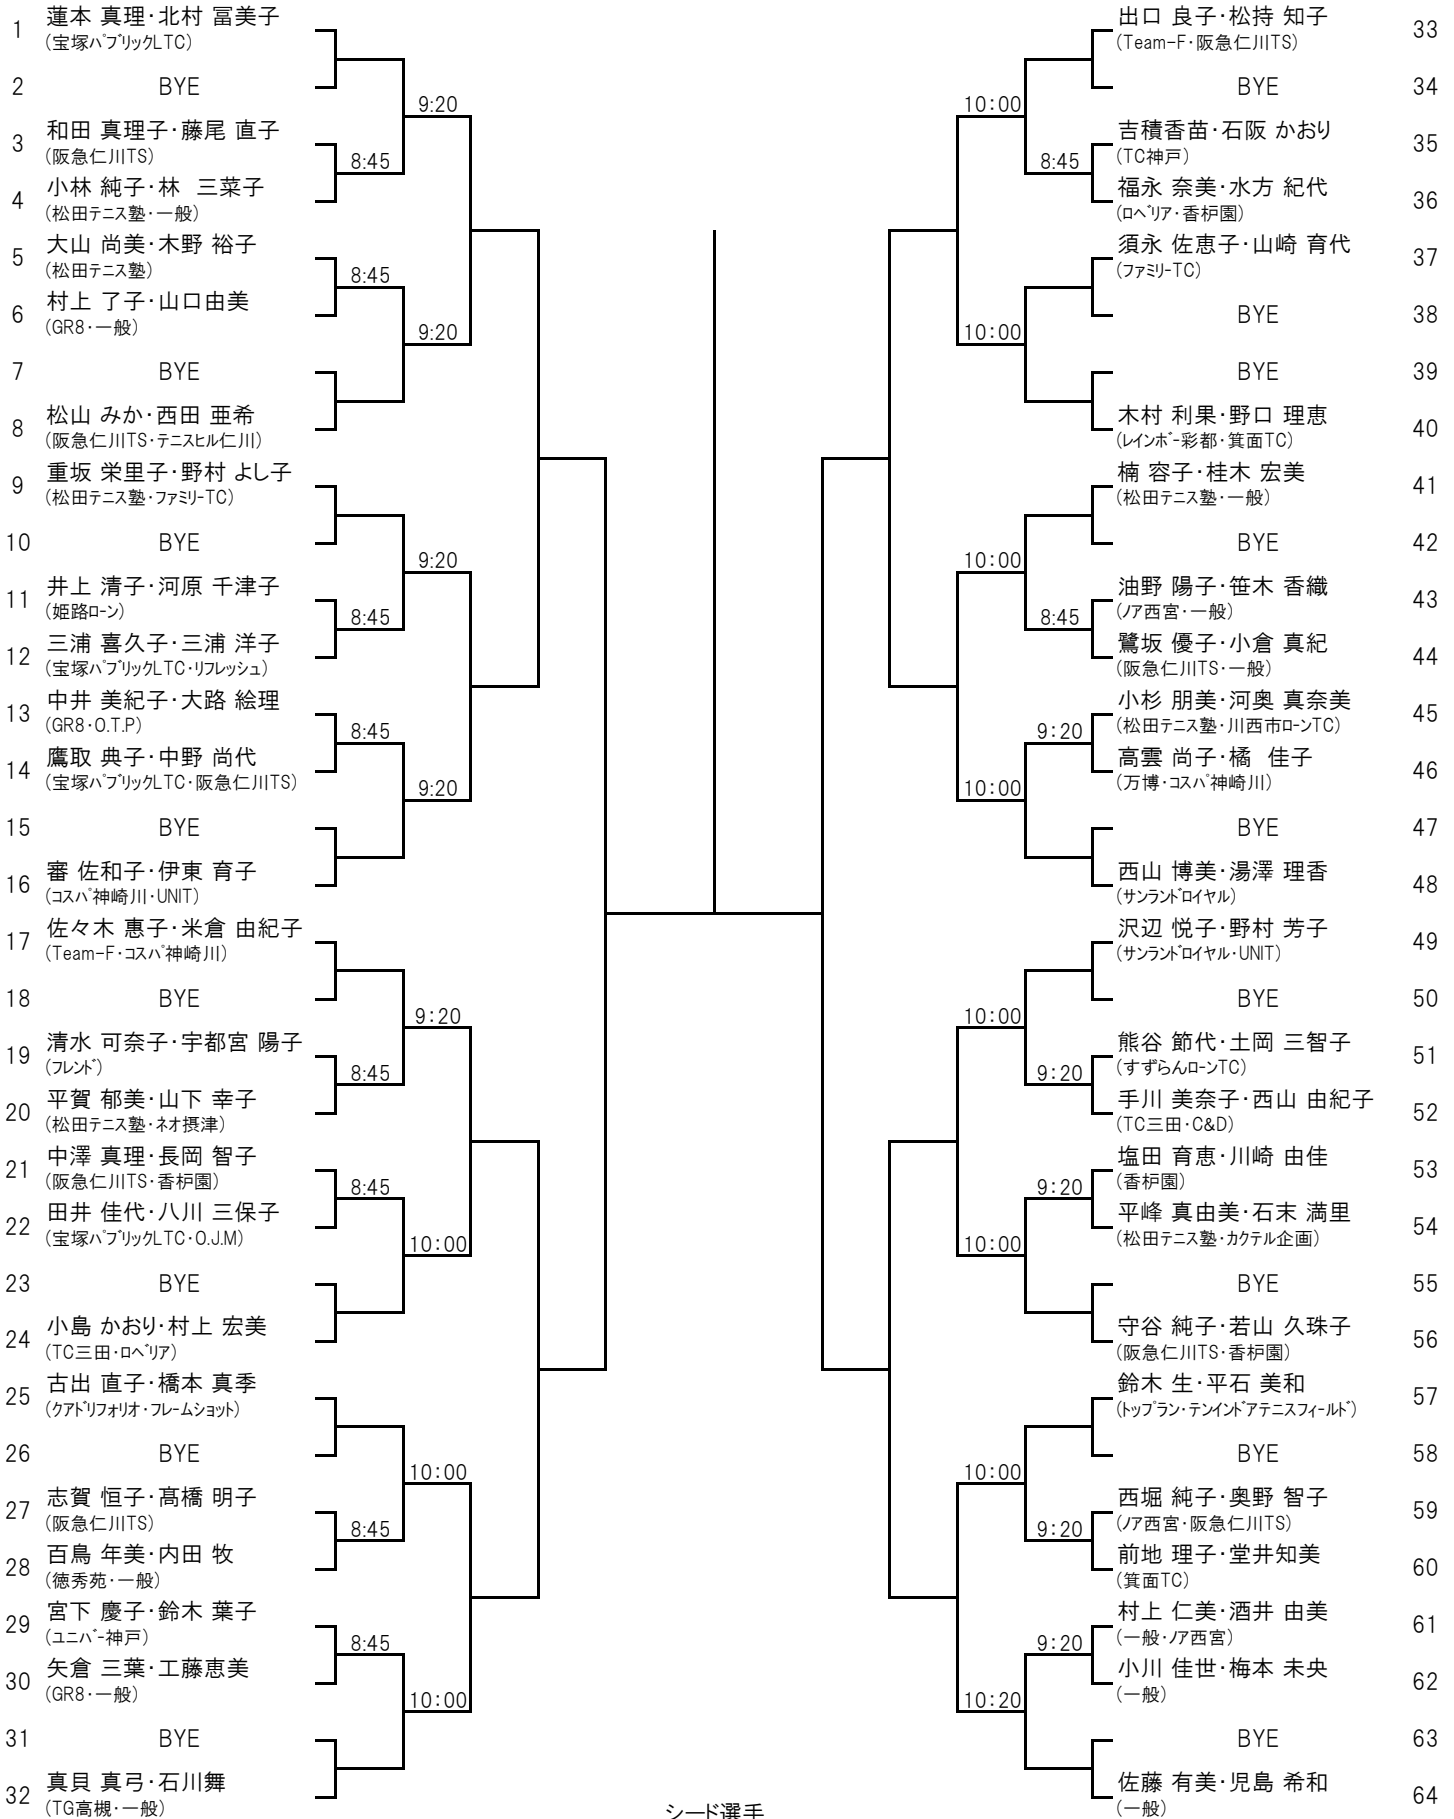 1 蓮本 真理・北村 冨美子
(宝塚パブリックLTC)
2 BYE
9:20
3 和田 真理子・藤尾 直子
(阪急仁川TS)
8:45
4 小林 純子・林 三菜子
(松田テニス塾・一般)
5 大山 尚美・木野 裕子
(松田テニス塾)
8:45
6 村上 了子・山口由美
(GR8・一般)
9:20
7 BYE
8 松山 みか・西田 亜希
(阪急仁川TS・テニスヒル仁川)
9 重坂 栄里子・野村 よし子
(松田テニス塾・ファミリーTC)
10 BYE
9:20
11 井上 清子・河原 千津子
(姫路ローン)
8:45
12 三浦 喜久子・三浦 洋子
(宝塚パブリックLTC・リフレッシュ)
13 中井 美紀子・大路 絵理
(GR8・O.T.P)
8:45
14 鷹取 典子・中野 尚代
(宝塚パブリックLTC・阪急仁川TS)
9:20
15 BYE
16 審 佐和子・伊東 育子
(コスパ神崎川・UNIT)
17 佐々木 惠子・米倉 由紀子
(Team-F・コスパ神崎川)
18 BYE
9:20
19 清水 可奈子・宇都宮 陽子
(フレンド)
8:45
20 平賀 郁美・山下 幸子
(松田テニス塾・ネオ摂津)
21 中澤 真理・長岡 智子
(阪急仁川TS・香枦園)
8:45
22 田井 佳代・八川 三保子
(宝塚パブリックLTC・O.J.M)
10:00
23 BYE
24 小島 かおり・村上 宏美
(TC三田・ロベリア)
25 古出 直子・橋本 真季
(クアドリフォリオ・フレームショット)
26 BYE
10:00
27 志賀 恒子・髙橋 明子
(阪急仁川TS)
8:45
28 百鳥 年美・内田 牧
(徳秀苑・一般)
29 宮下 慶子・鈴木 葉子
(ユニバー神戸)
8:45
30 矢倉 三葉・工藤恵美
(GR8・一般)
10:00
31 BYE
32 真貝 真弓・石川舞
(TG高槻・一般)
シード選手
出口 良子・松持 知子 33
(Team-F・阪急仁川TS)
BYE 34
10:00
吉積香苗・石阪 かおり 35
(TC神戸)
8:45
福永 奈美・水方 紀代 36
(ロベリア・香枦園)
須永 佐恵子・山崎 育代 37
(ファミリーTC)
BYE 38
10:00
BYE 39
木村 利果・野口 理恵 40
(レインボー彩都・箕面TC)
楠 容子・桂木 宏美 41
(松田テニス塾・一般)
BYE 42
10:00
油野 陽子・笹木 香織 43
(ノア西宮・一般)
8:45
鷺坂 優子・小倉 真紀 44
(阪急仁川TS・一般)
小杉 朋美・河奥 真奈美 45
(松田テニス塾・川西市ローンTC)
9:20
高雲 尚子・橘 佳子 46
(万博・コスパ神崎川)
10:00
BYE 47
西山 博美・湯澤 理香 48
(サンランドロイヤル)
沢辺 悦子・野村 芳子 49
(サンランドロイヤル・UNIT)
BYE 50
10:00
熊谷 節代・土岡 三智子 51
(すずらんローンTC)
9:20
手川 美奈子・西山 由紀子 52
(TC三田・C&D)
塩田 育恵・川崎 由佳 53
(香枦園)
9:20
平峰 真由美・石末 満里 54
(松田テニス塾・カクテル企画)
10:00
BYE 55
守谷 純子・若山 久珠子 56
(阪急仁川TS・香枦園)
鈴木 生・平石 美和 57
(トップラン・テンインドアテニスフィールド)
BYE 58
10:00
西堀 純子・奥野 智子 59
(ノア西宮・阪急仁川TS)
9:20
前地 理子・堂井知美 60
(箕面TC)
村上 仁美・酒井 由美 61
(一般・ノア西宮)
9:20
小川 佳世・梅本 未央 62
(一般)
10:20
BYE 63
佐藤 有美・児島 希和 64
(一般)